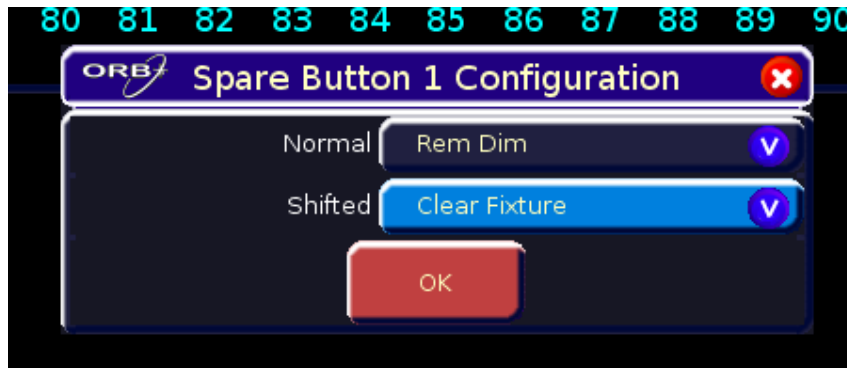 80 81 82 83 84 85 86 87 88 89 90
ORB Spare Button 1 Configuration
Normal Rem Dim V
Shifted Clear Fixture V
OK